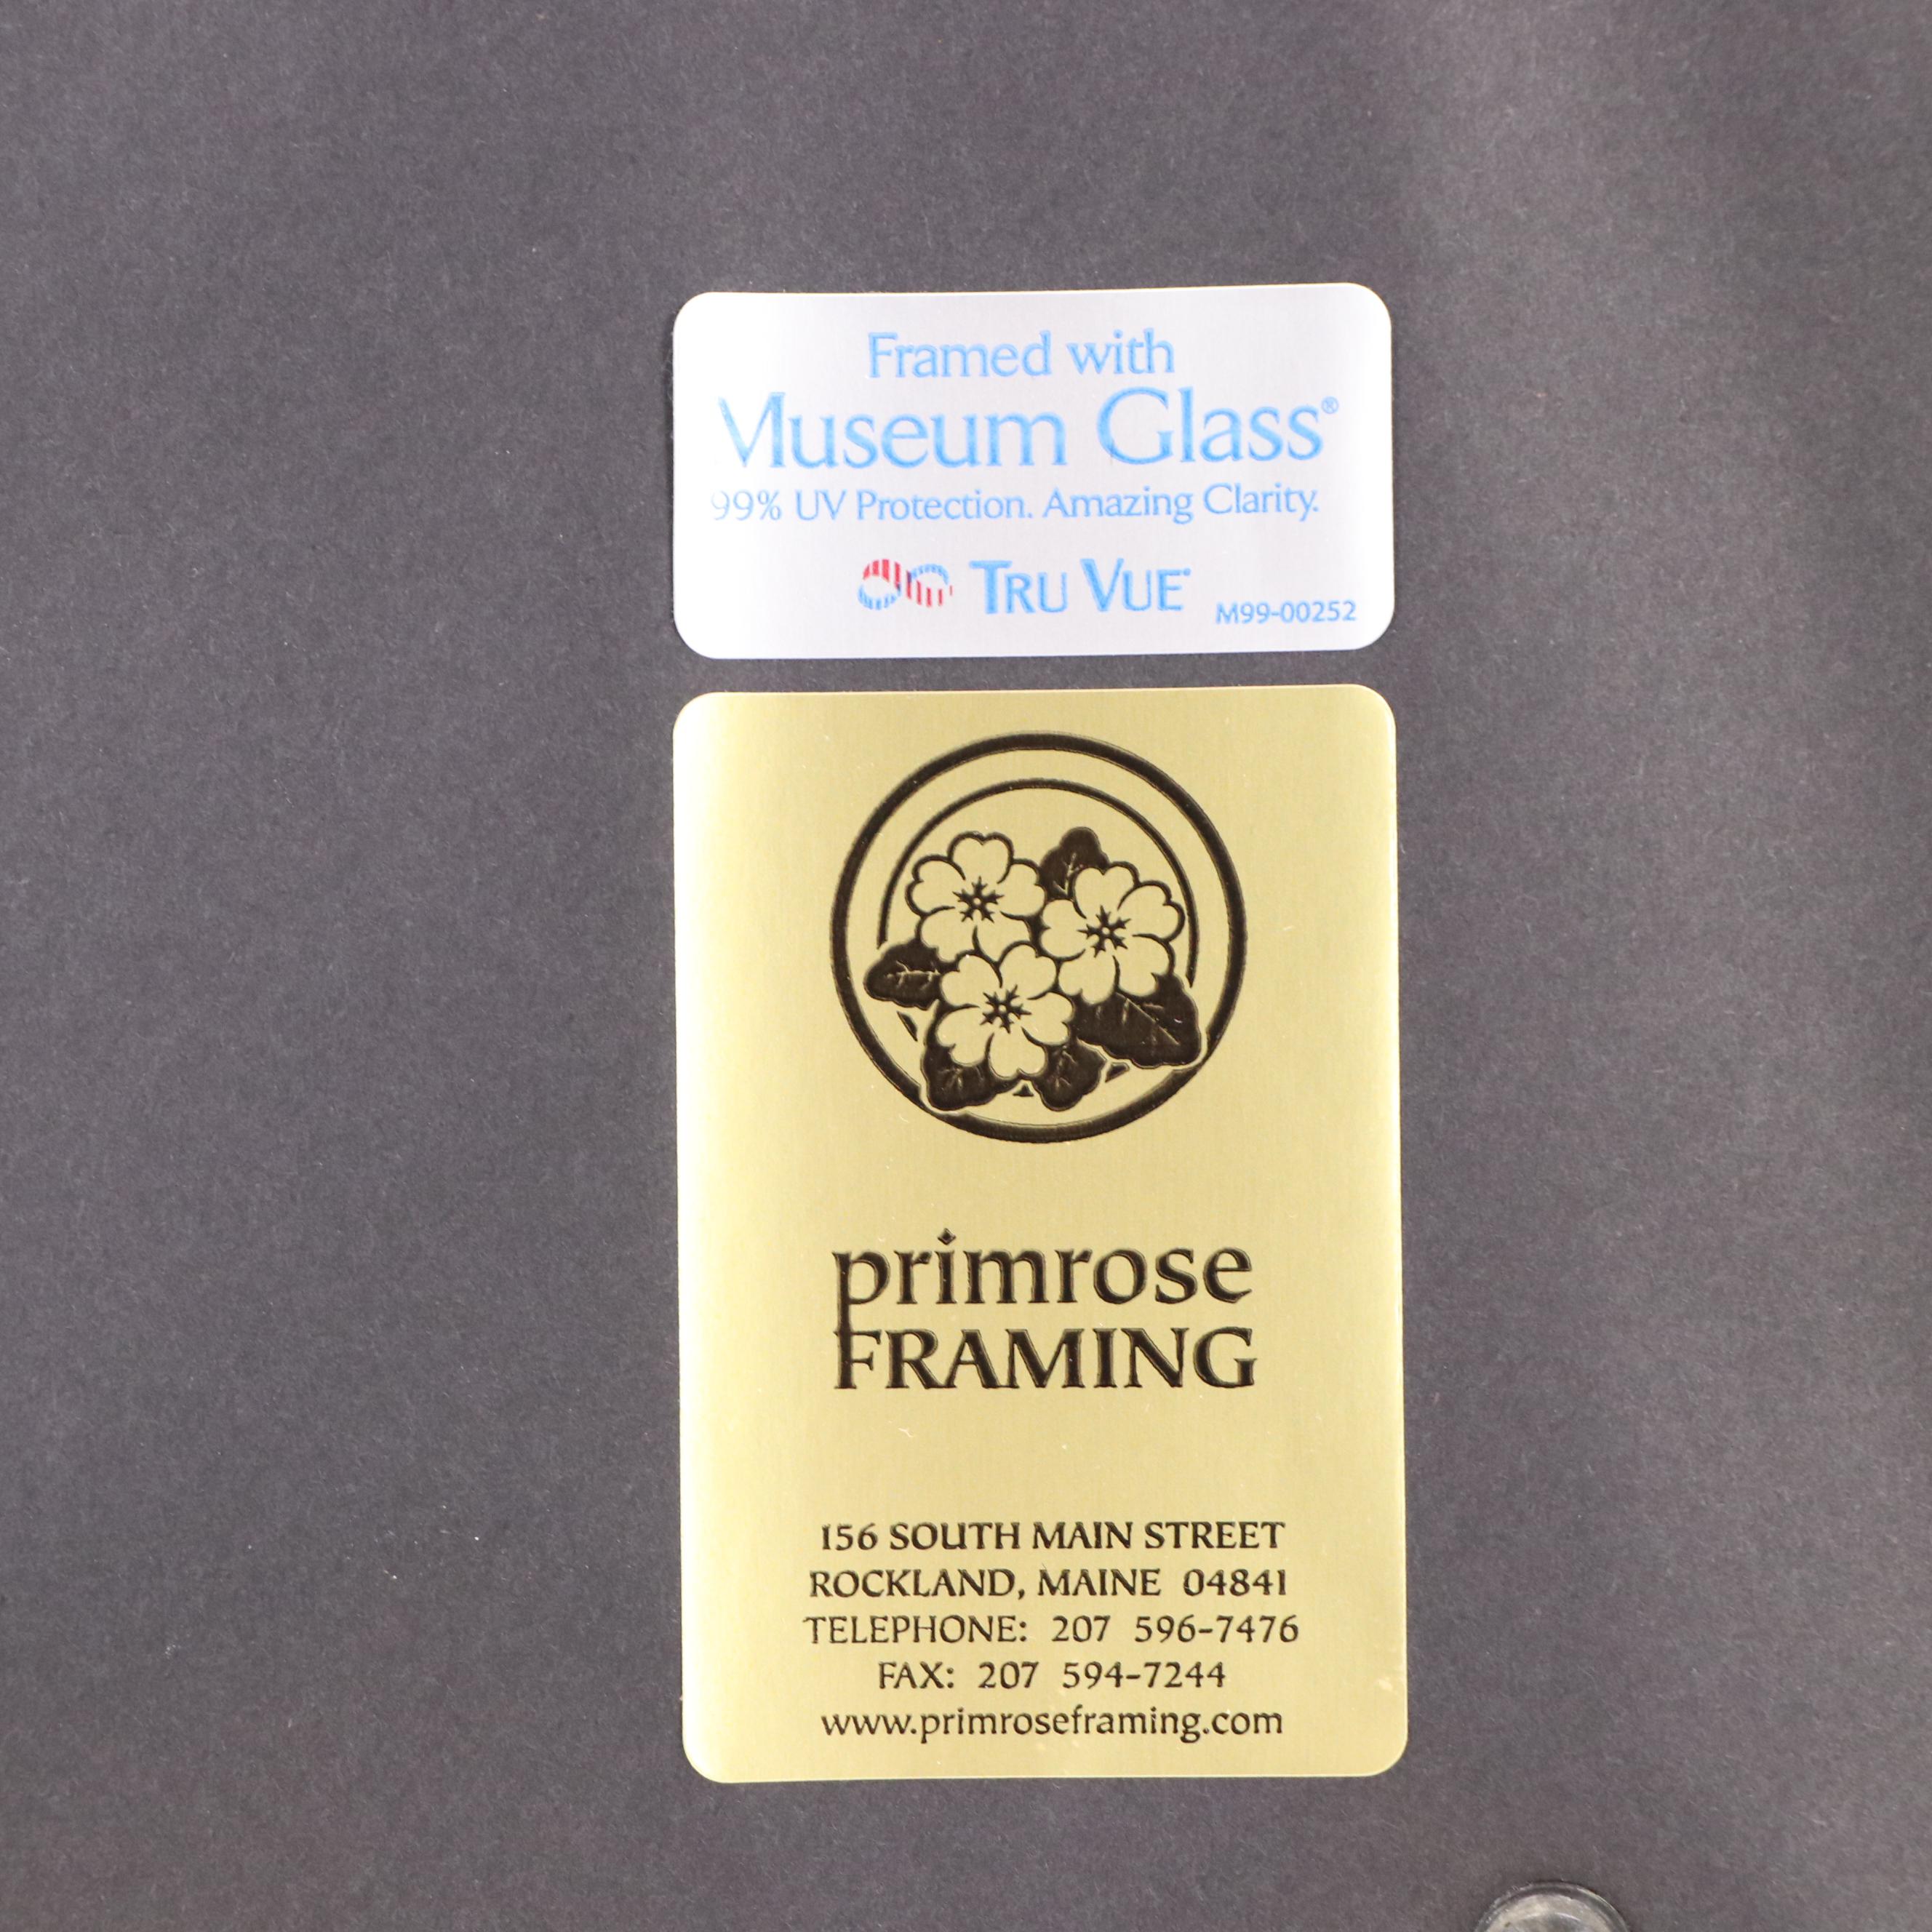 Framed with
Museum Glass®
99% UV Protection. Amazing Clarity.
TRU VUE®
M99-00252
primrose
FRAMING
156 SOUTH MAIN STREET
ROCKLAND, MAINE 04841
TELEPHONE: 207 596-7476
FAX: 207 594-7244
www.primroseframing.com